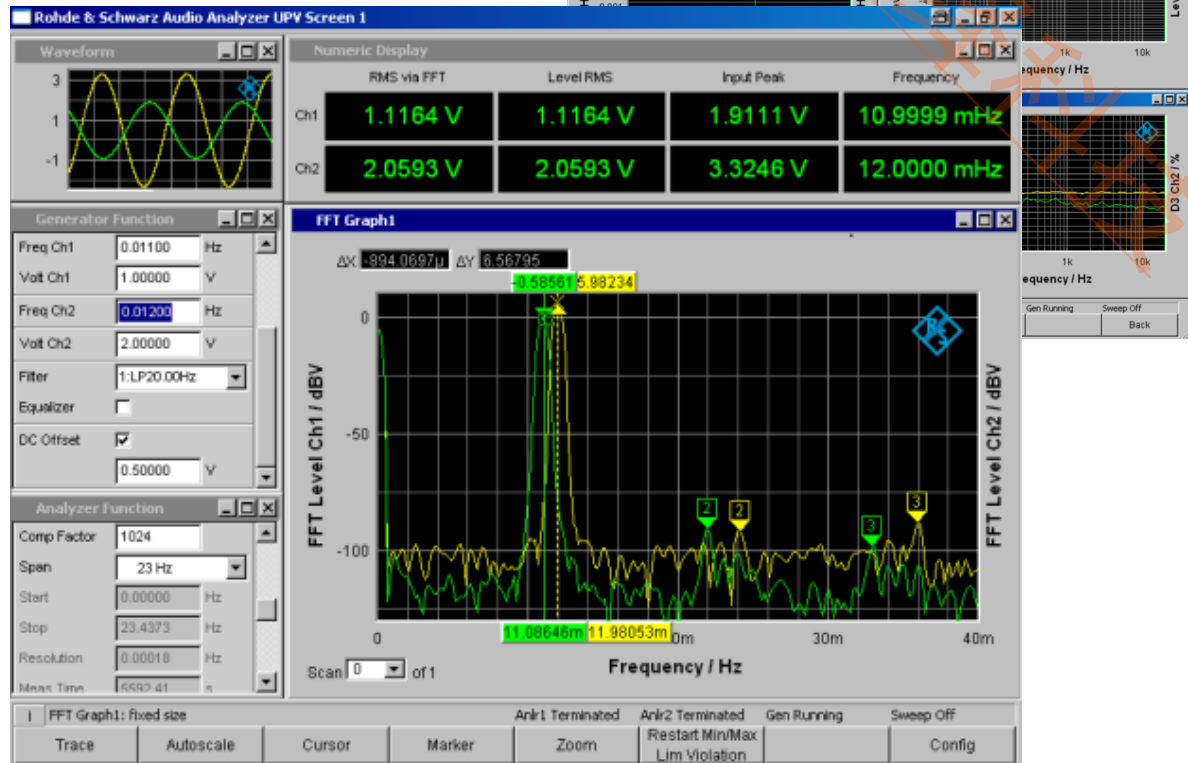 Rohde & Schwarz Audio Analyzer UPV Screen 1
Waveform
3
1
-1
Numeric Display
RMS via FFT Level RMS Input Peak Frequency
Ch1 1.1164 V 1.1164 V 1.9111 V 10.9999 mHz
Ch2 2.0593 V 2.0593 V 3.3246 V 12.0000 mHz
Generator Function
Freq Ch1 0.01100 Hz
Volt Ch1 1.00000 V
Freq Ch2 0.01200 Hz
Volt Ch2 2.00000 V
Filter 1:LP20.00Hz
Equalizer
DC Offset
0.50000 V
Analyzer Function
Comp Factor 1024
Span 23 Hz
Start 0.00000 Hz
Stop 23.4373 Hz
Resolution 0.00018 Hz
Meas Time 5592.41 s
FFT Graph1
ΔX -894.0697µ ΔY 6.56795
-0.58561 5.98234
FFT Level Ch1 / dBV
0
-50
-100
2 2 3 3
FFT Level Ch2 / dBV
0 11.08646m 11.98053m 0m 30m 40m
Scan 0 of 1
Frequency / Hz
FFT Graph1: fixed size Anlr1 Terminated Anlr2 Terminated Gen Running Sweep Off
Trace Autoscale Cursor Marker Zoom Restart Min/Max Lim Violation Config
1k 10k
equency / Hz
D3 Ch2 / %
1k 10k
equency / Hz
Gen Running Sweep Off
Back